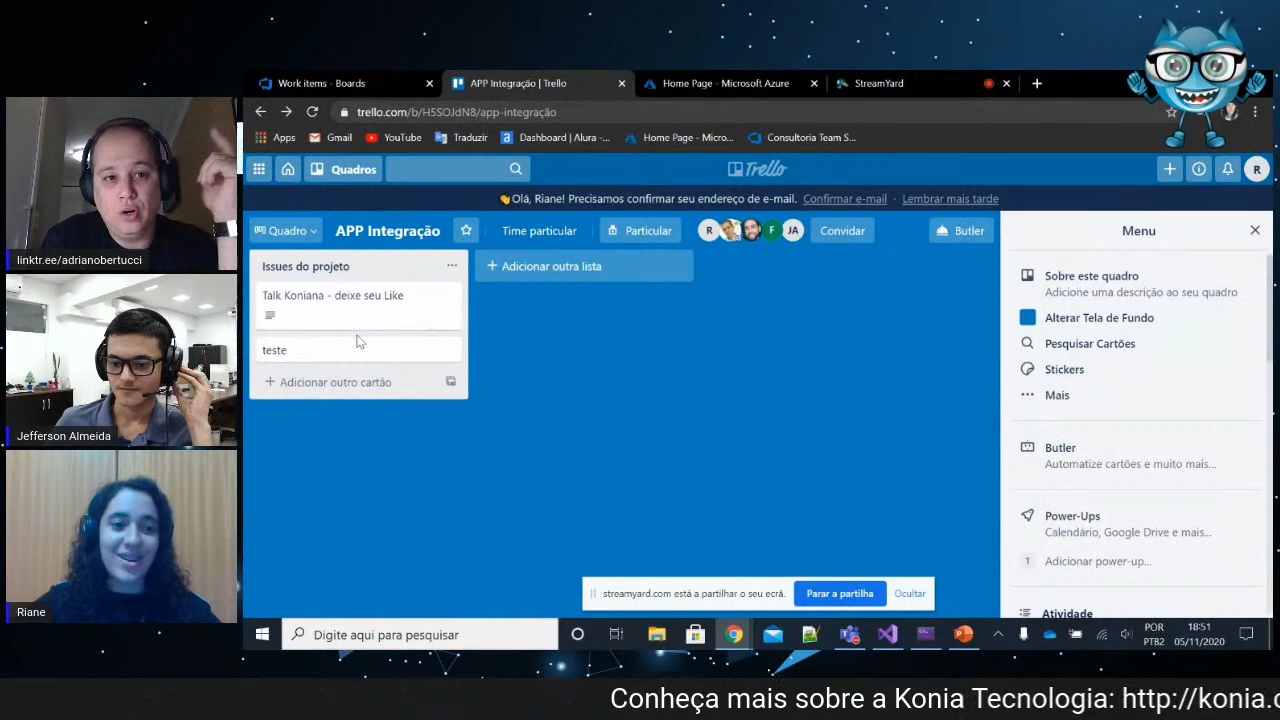 Work items - Boards
APP Integração | Trello
Home Page - Microsoft Azure
StreamYard
trello.com/b/H5SOJdN8/app-integração
Apps
Gmail
YouTube
Traduzir
Dashboard | Alura -...
Home Page - Micro...
Consultoria Team S...
Quadros
Trello
R
Olá, Riane! Precisamos confirmar seu endereço de e-mail. Confirmar e-mail Lembrar mais tarde
Quadro
APP Integração
Time particular
Particular
R
F
JA
Convidar
Butler
Menu
Issues do projeto
Talk Koniana - deixe seu Like
teste
+ Adicionar outro cartão
+ Adicionar outra lista
Sobre este quadro
Adicione uma descrição ao seu quadro
Alterar Tela de Fundo
Pesquisar Cartões
Stickers
Mais
Butler
Automatize cartões e muito mais...
Power-Ups
Calendário, Google Drive e mais...
1 Adicionar power-up...
Atividade
linktr.ee/adrianobertucci
Jefferson Almeida
Riane
streamyard.com está a partilhar o seu ecrã.
Parar a partilha
Ocultar
Digite aqui para pesquisar
POR
PTB2
18:51
05/11/2020
Conheça mais sobre a Konia Tecnologia: http://konia.c